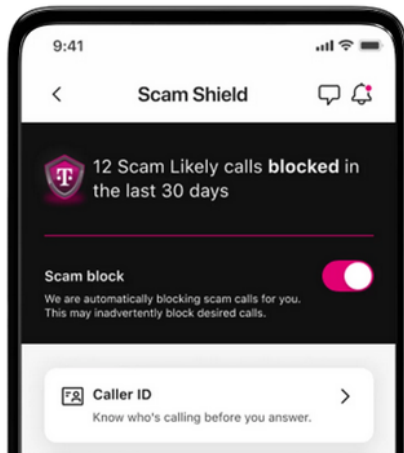 9:41
Scam Shield
12 Scam Likely calls blocked in
the last 30 days
Scam block
We are automatically blocking scam calls for you.
This may inadvertently block desired calls.
Caller ID
Know who's calling before you answer.